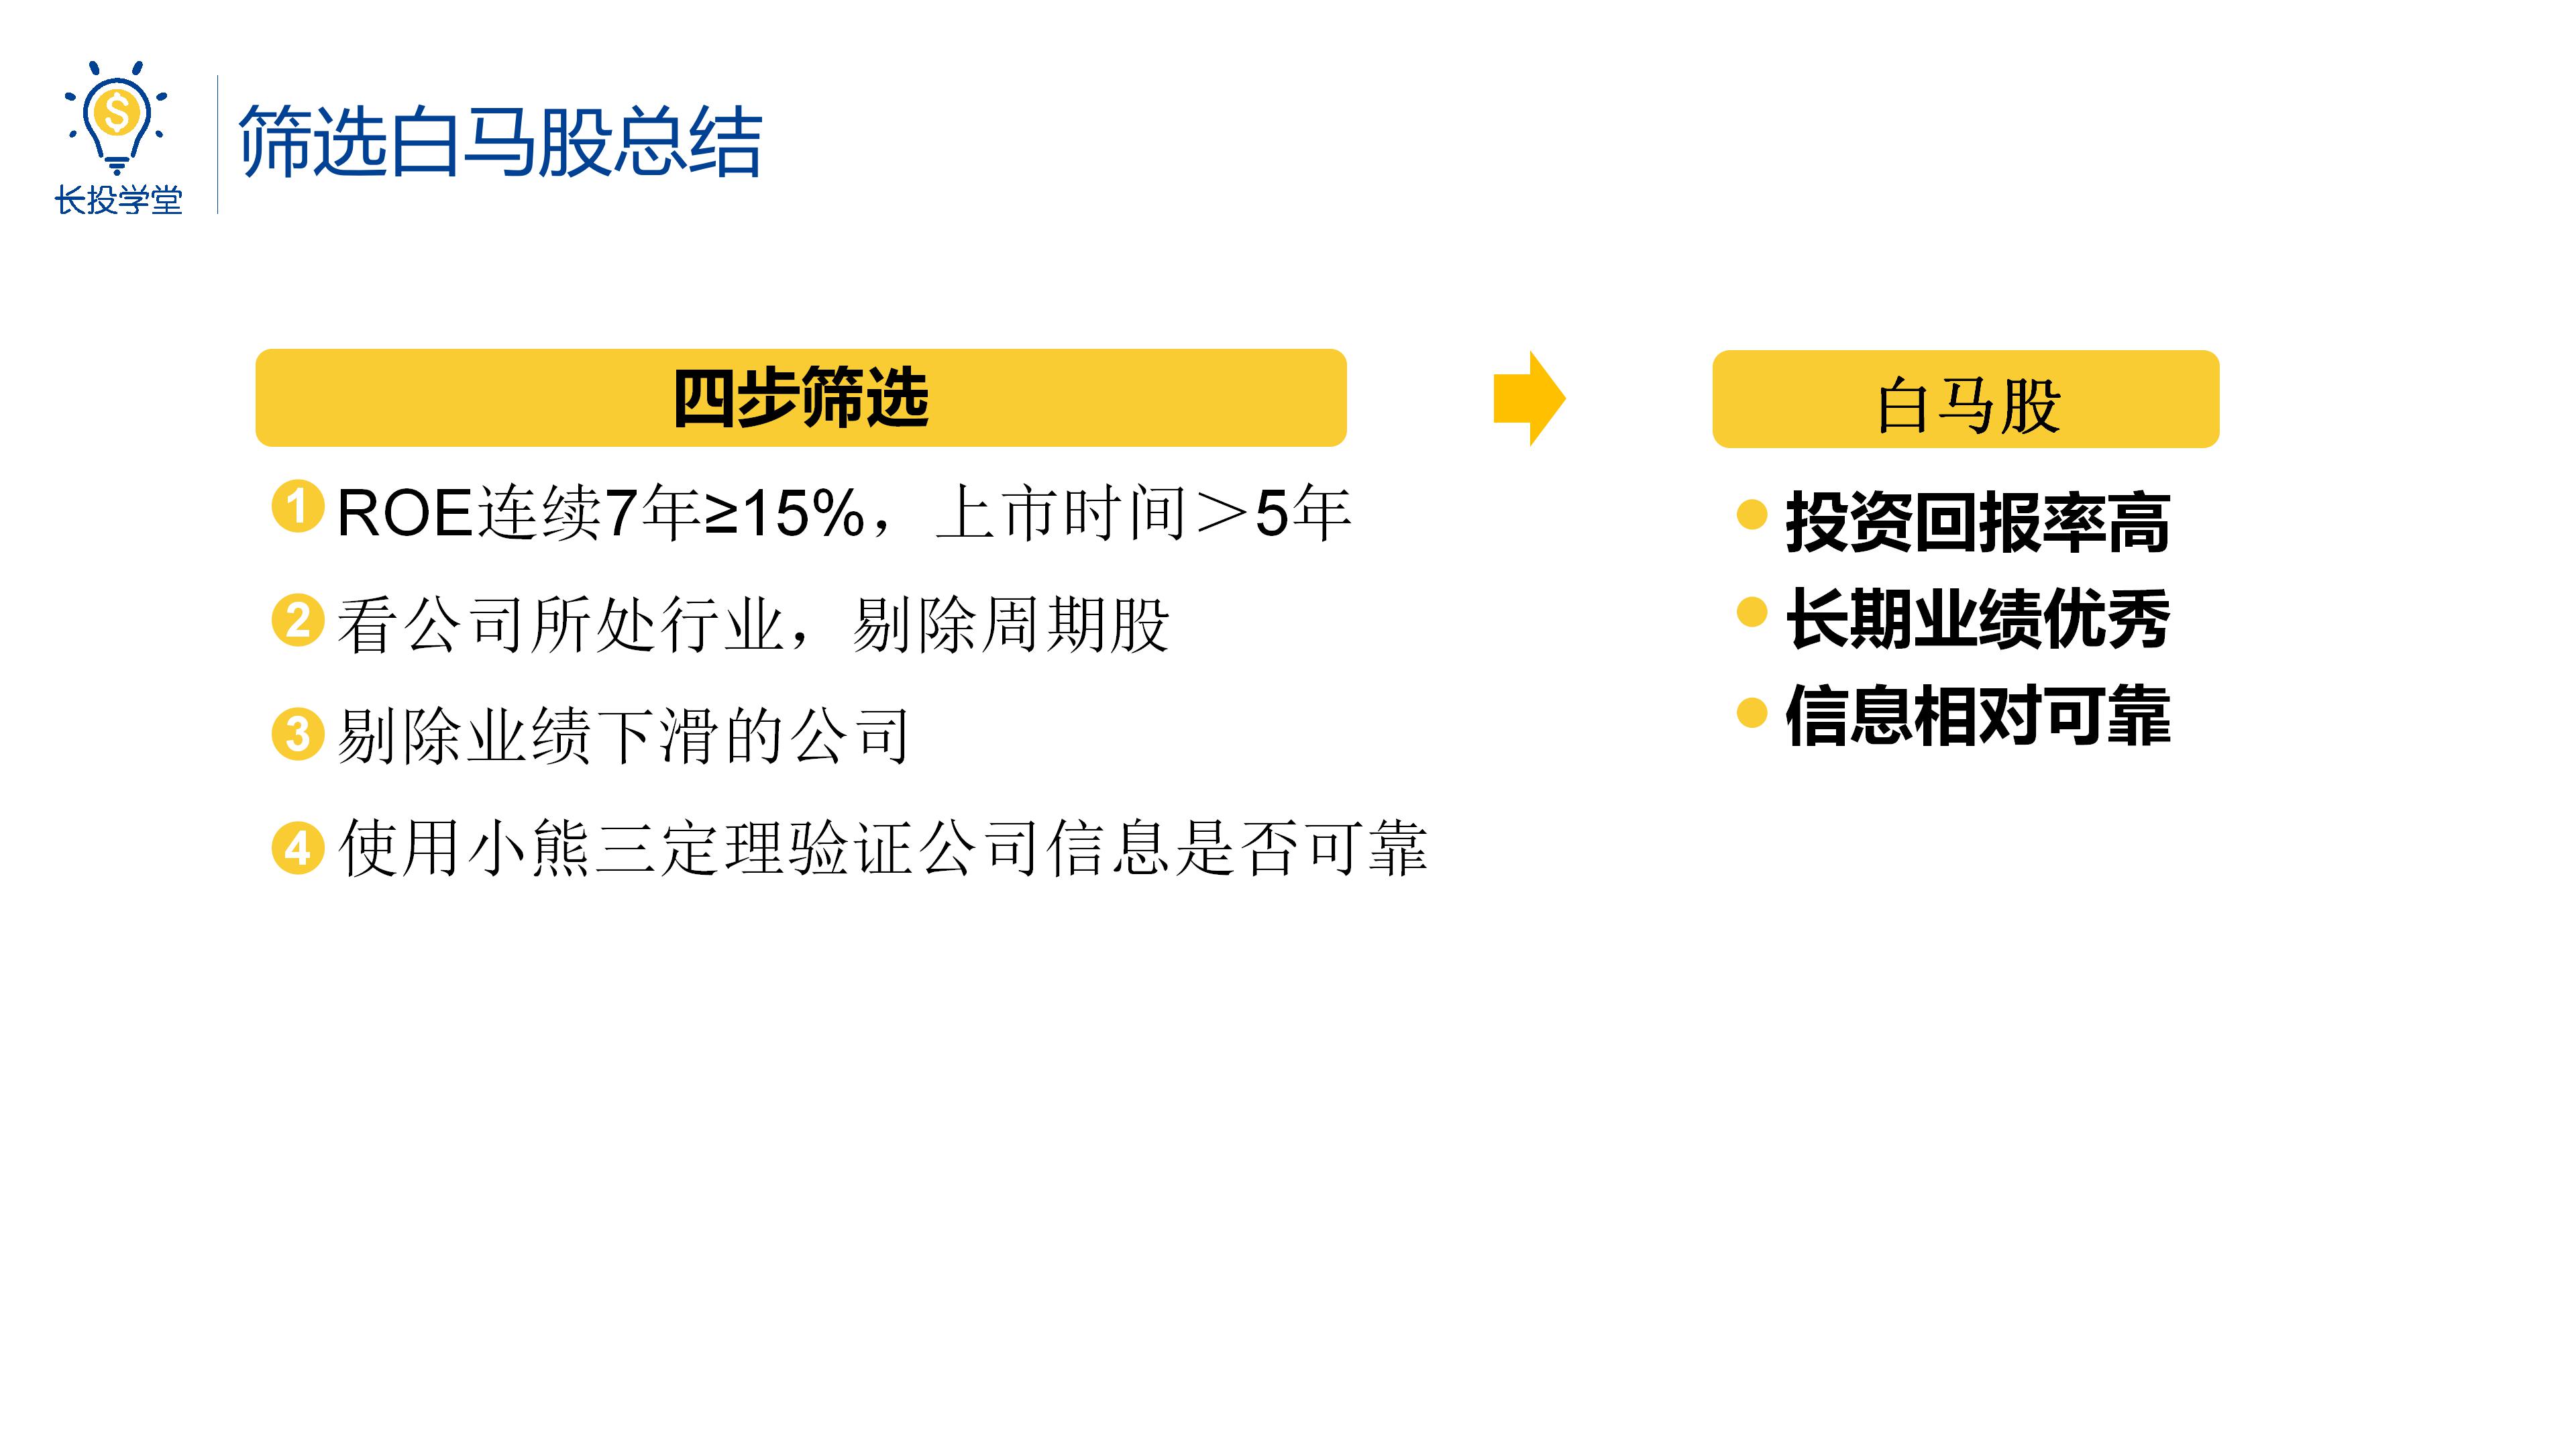 长投学堂
筛选白马股总结
四步筛选
1 ROE连续7年≥15%，上市时间＞5年
2 看公司所处行业，剔除周期股
3 剔除业绩下滑的公司
4 使用小熊三定理验证公司信息是否可靠
白马股
投资回报率高
长期业绩优秀
信息相对可靠